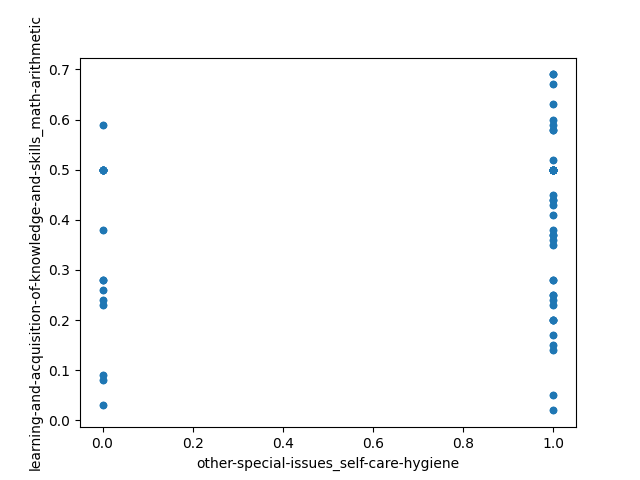 learning-and-acquisition-of-knowledge-and-skills_math-arithmetic
0.7
0.6
0.5
0.4
0.3
0.2
0.1
0.0
0.0 0.2 0.4 0.6 0.8 1.0
other-special-issues_self-care-hygiene